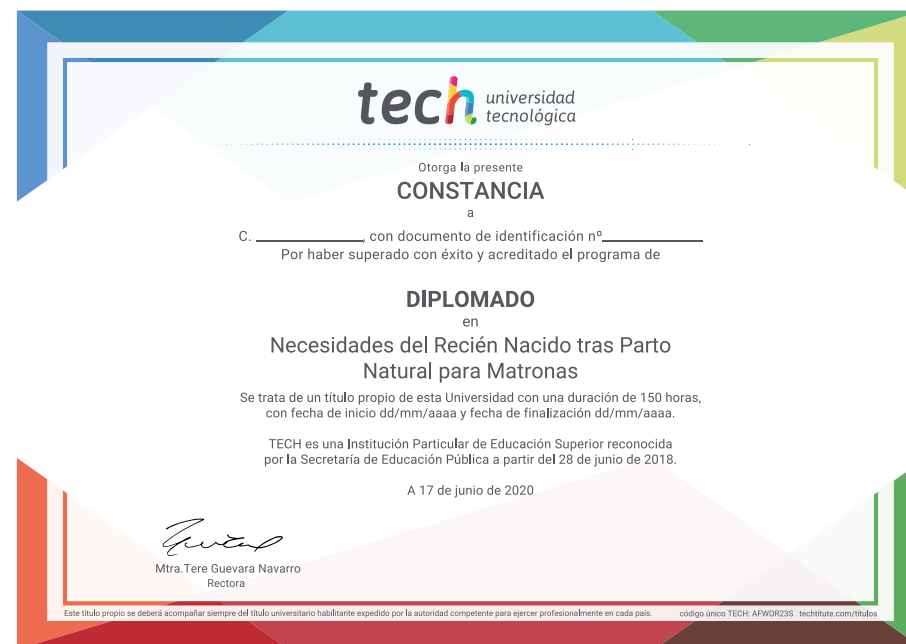 tech universidad
tecnológica
Otorga la presente
CONSTANCIA
a
C. ____________, con documento de identificación nº____________
Por haber superado con éxito y acreditado el programa de
DIPLOMADO
en
Necesidades del Recién Nacido tras Parto
Natural para Matronas
Se trata de un título propio de esta Universidad con una duración de 150 horas,
con fecha de inicio dd/mm/aaaa y fecha de finalización dd/mm/aaaa.
TECH es una Institución Particular de Educación Superior reconocida
por la Secretaría de Educación Pública a partir del 28 de junio de 2018.
A 17 de junio de 2020
Mtra.Tere Guevara Navarro
Rectora
Este título propio se deberá acompañar siempre del título universitario habilitante expedido por la autoridad competente para ejercer profesionalmente en cada país. código único TECH: AFWOR23S techtitute.com/titulos